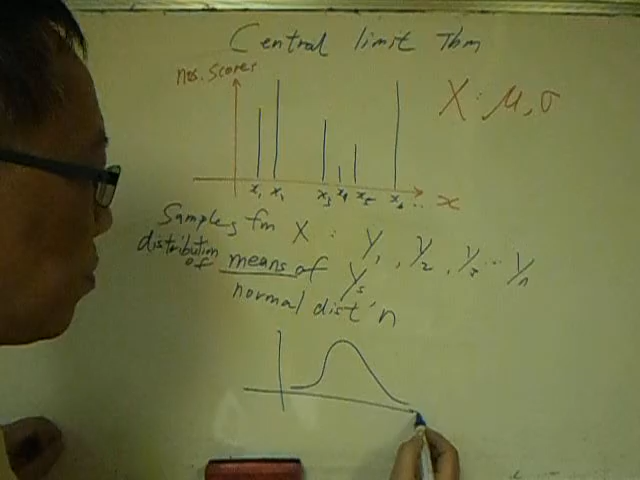 Central limit Thm
nos. scores
X : μ, σ
x₁ x₁ x₃ x₄ x₅ x₆ .. x
Samples fm X : Y₁, Y₂, Y₃ ... Yₙ
distribution of means of Ys
normal dist'n